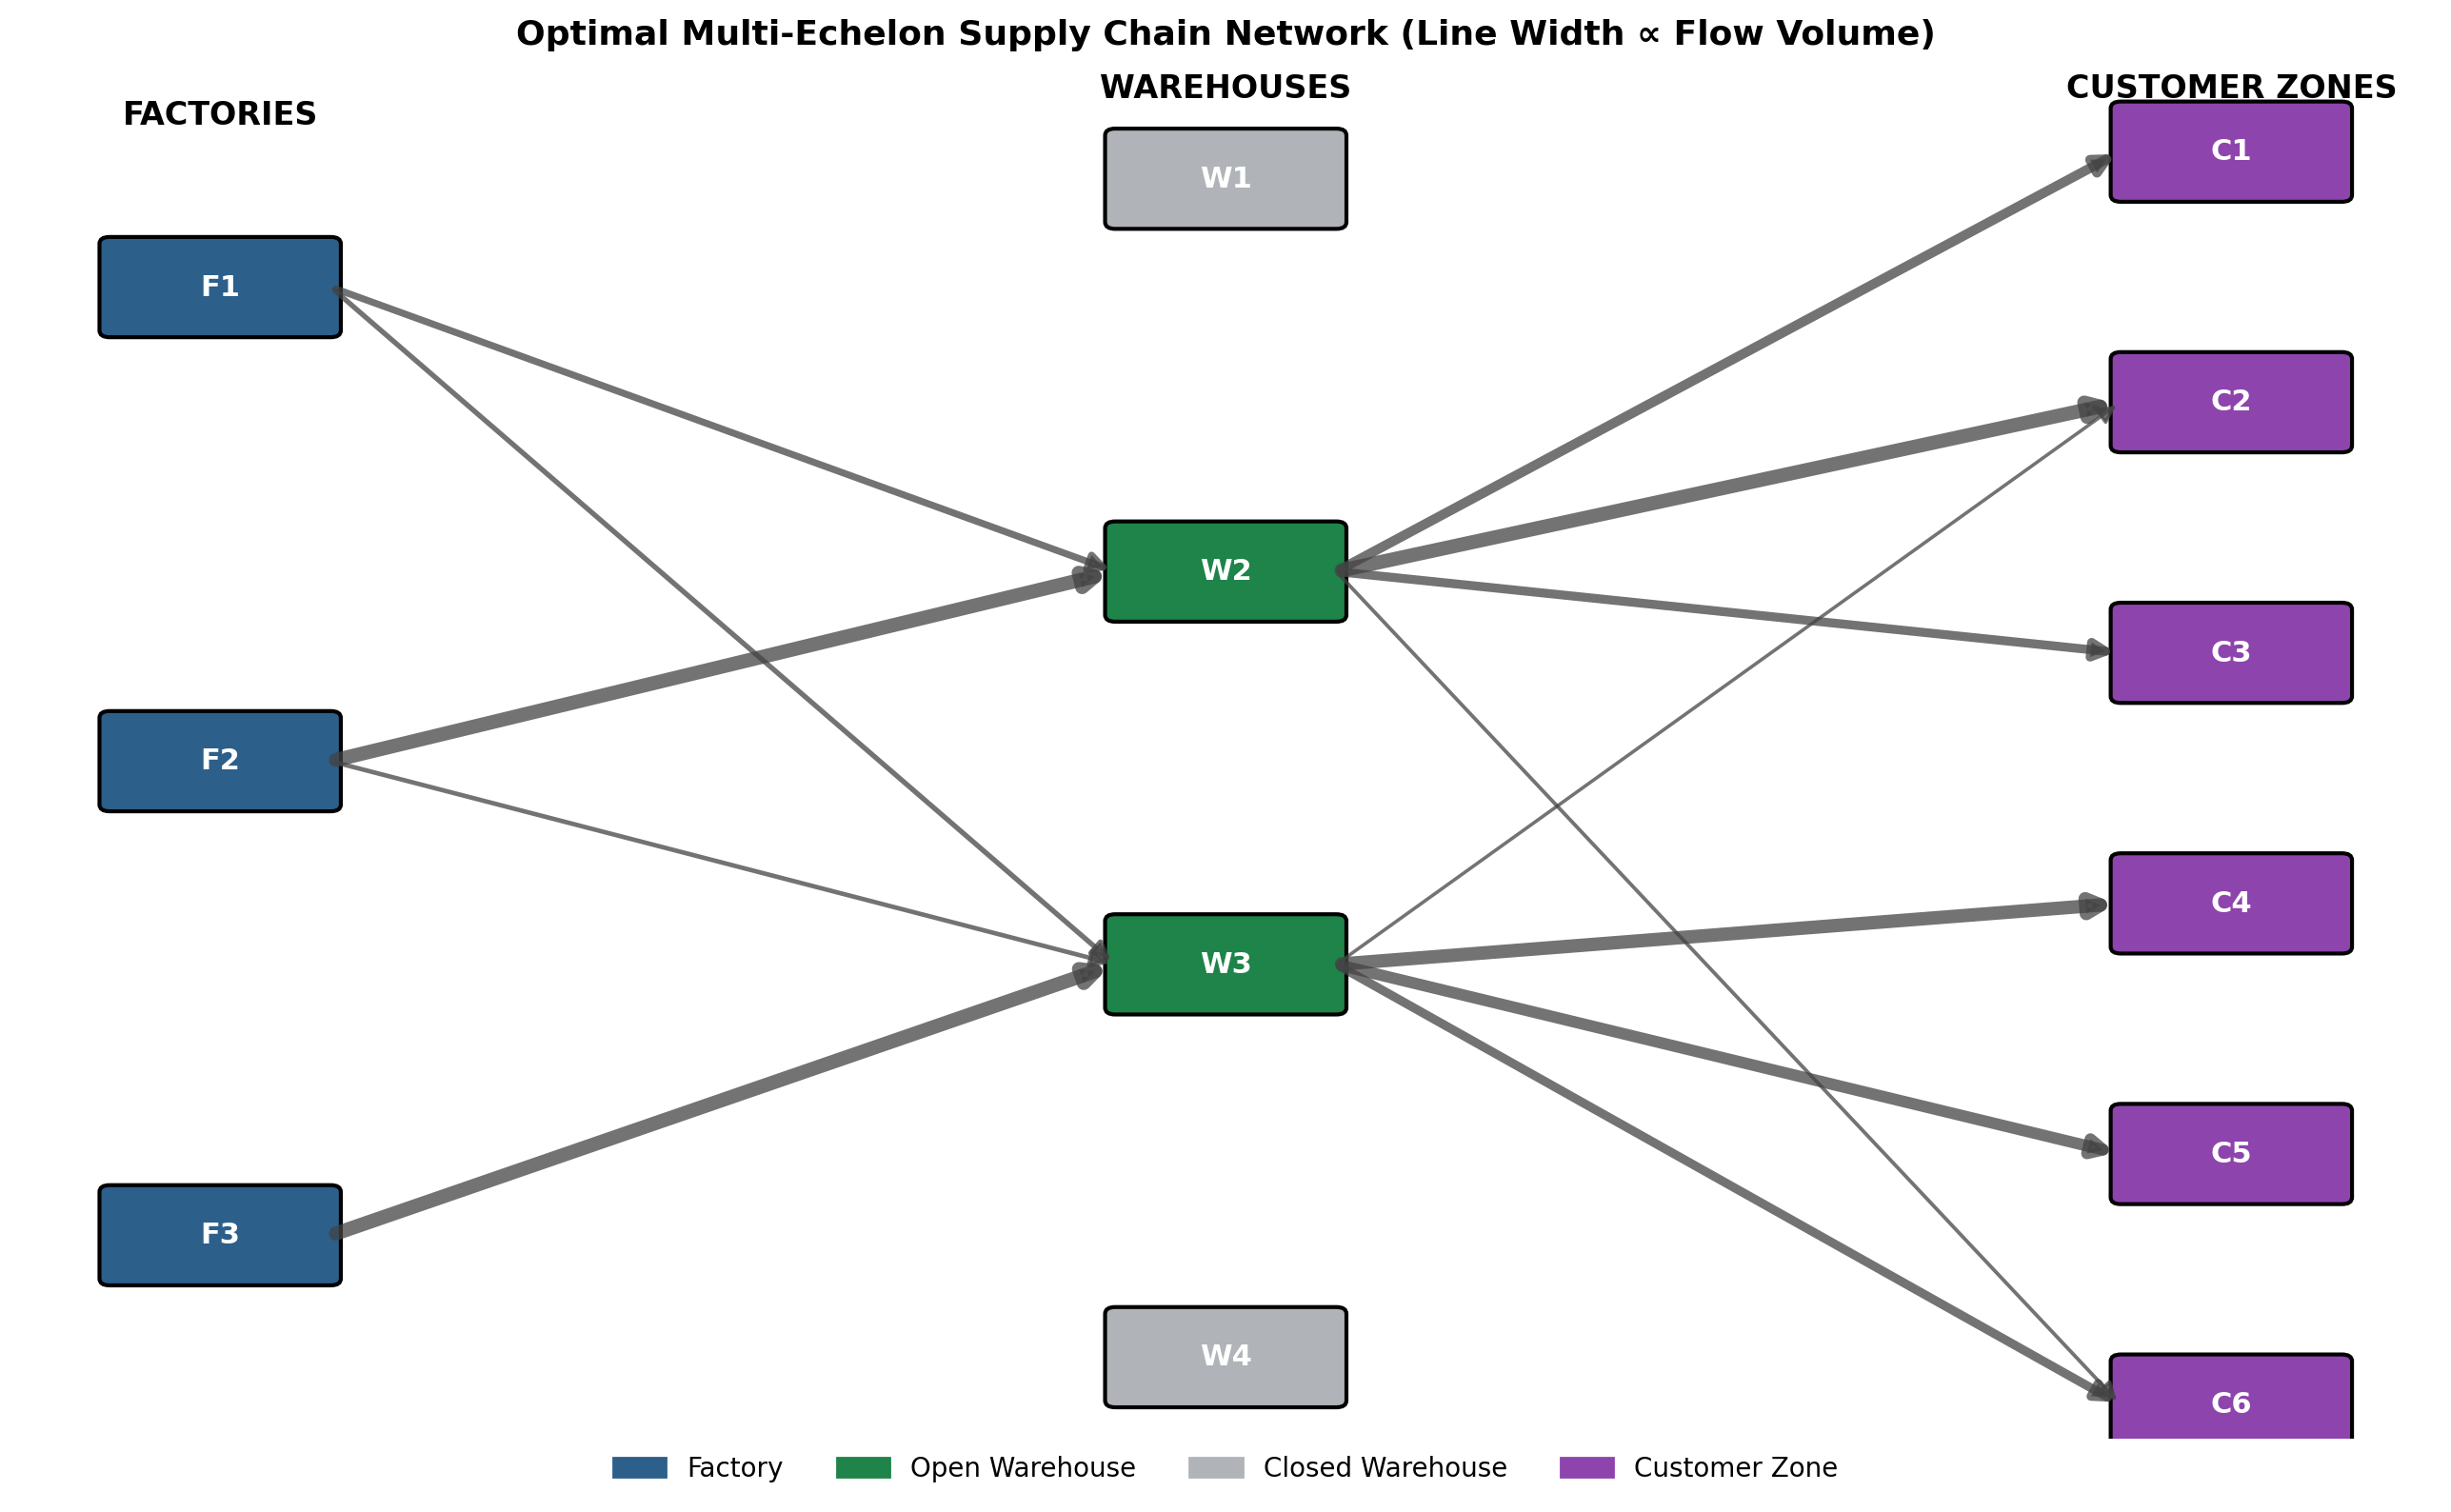 Optimal Multi-Echelon Supply Chain Network (Line Width ∝ Flow Volume)
FACTORIES
WAREHOUSES
CUSTOMER ZONES
F1
F2
F3
W1
W2
W3
W4
C1
C2
C3
C4
C5
C6
Factory
Open Warehouse
Closed Warehouse
Customer Zone